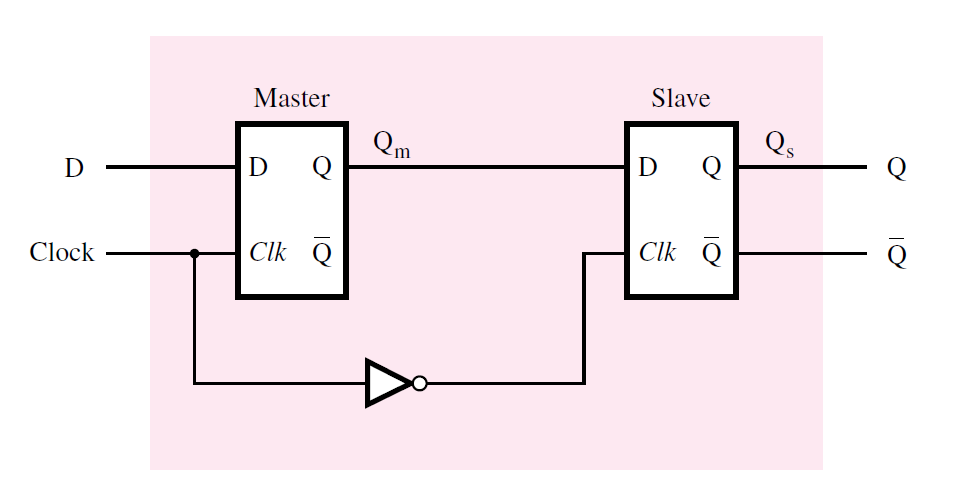 Master
Slave
D
D Q
Qm
D Q
Qs
Q
Clock
Clk Q̅
Clk Q̅
Q̅